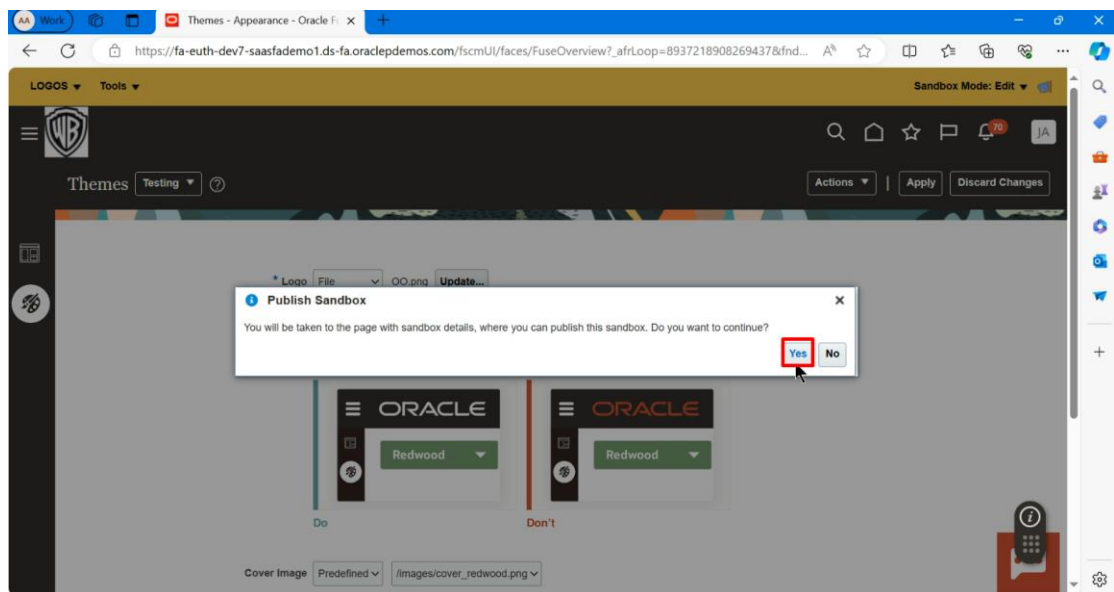 AA Work
Themes - Appearance - Oracle F
https://fa-euth-dev7-saasfademo1.ds-fa.oraclepdemos.com/fscmUI/faces/FuseOverview?_afrLoop=8937218908269437&fnd...
LOGOS Tools Sandbox Mode: Edit
WB 70 JA
Themes Testing Actions Apply Discard Changes
* Logo File OO.png Update...
Publish Sandbox
You will be taken to the page with sandbox details, where you can publish this sandbox. Do you want to continue?
Yes No
ORACLE ORACLE
Redwood Redwood
Do Don't
Cover Image Predefined /images/cover_redwood.png